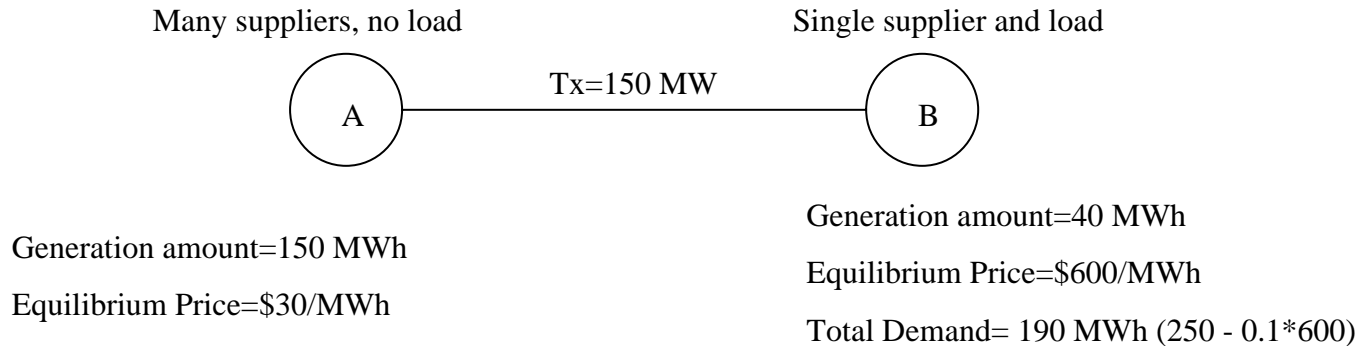 Many suppliers, no load
Single supplier and load
Tx=150 MW
A
B
Generation amount=150 MWh
Equilibrium Price=$30/MWh
Generation amount=40 MWh
Equilibrium Price=$600/MWh
Total Demand= 190 MWh (250 - 0.1*600)